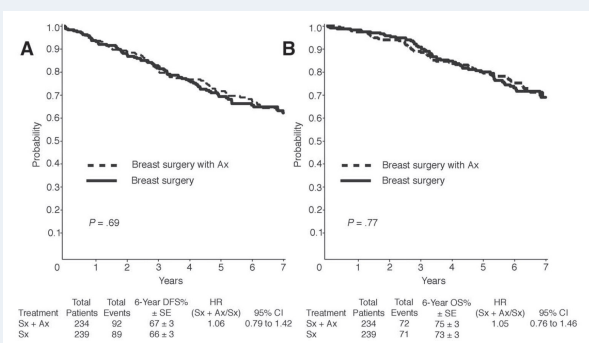 A
1.0
0.9
0.8
0.7
0.6
0.5
0.4
0.3
0.2
0.1
0
1 2 3 4 5 6 7
Probability
Years
Breast surgery with Ax
Breast surgery
P = .69
Total Total 6-Year DFS% HR
Treatment Patients Events ± SE (Sx + Ax/Sx) 95% CI
Sx + Ax 234 92 67 ± 3 1.06 0.79 to 1.42
Sx 239 89 66 ± 3
B
1.0
0.9
0.8
0.7
0.6
0.5
0.4
0.3
0.2
0.1
0
1 2 3 4 5 6 7
Probability
Years
Breast surgery with Ax
Breast surgery
P = .77
Total Total 6-Year OS% HR
Treatment Patients Events ± SE (Sx + Ax/Sx) 95% CI
Sx + Ax 234 72 75 ± 3 1.05 0.76 to 1.46
Sx 239 71 73 ± 3